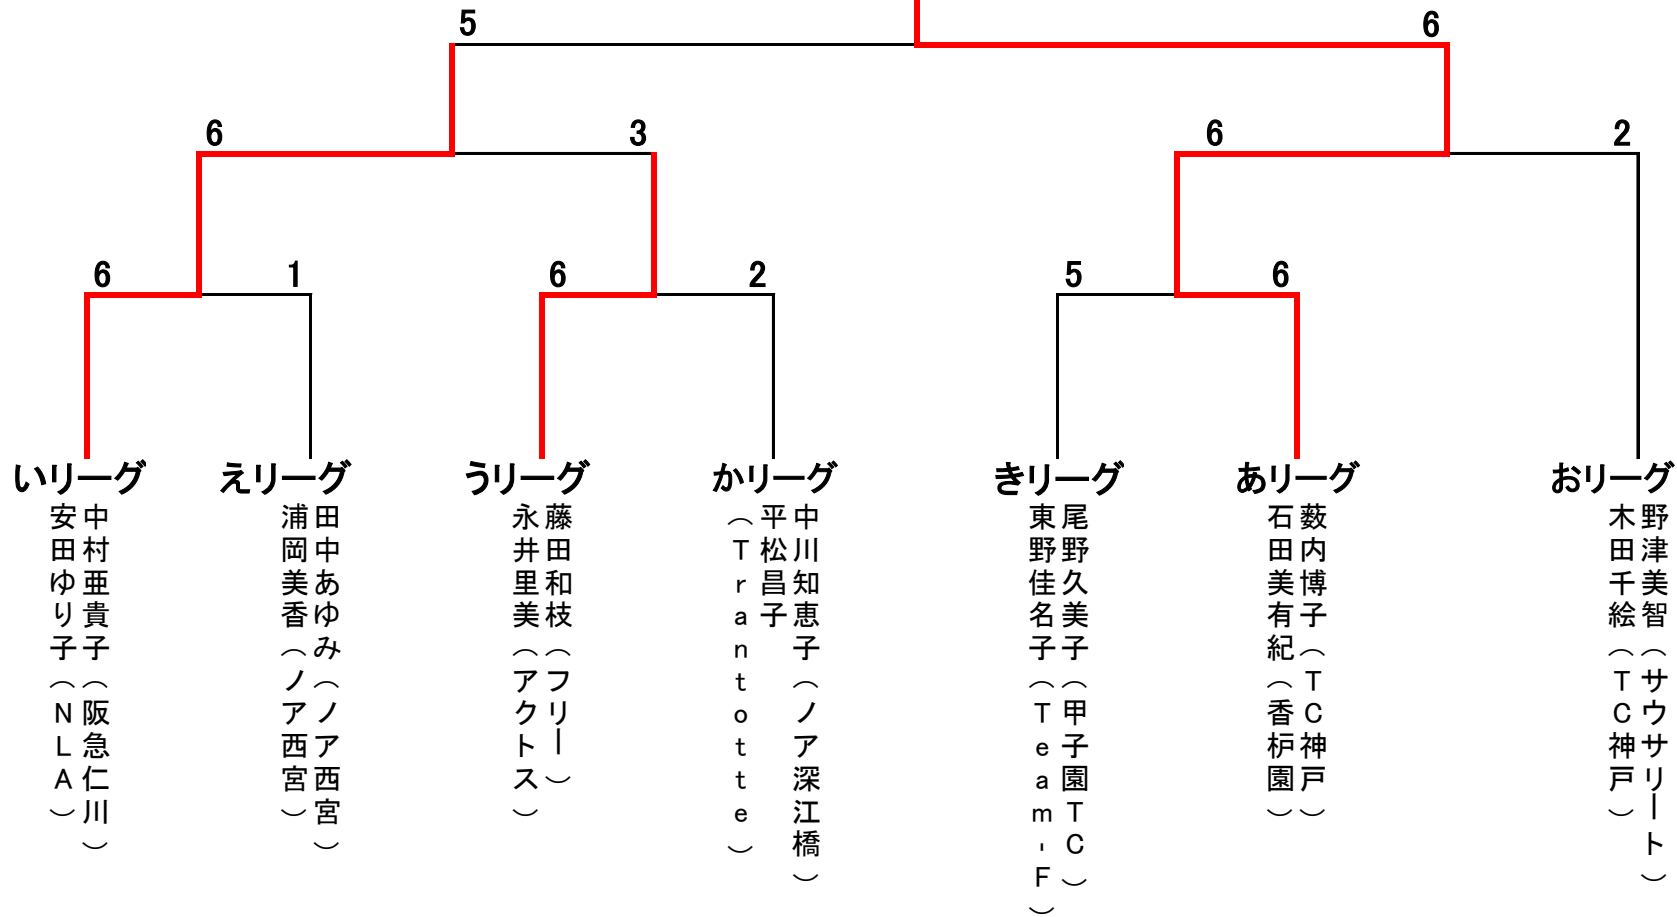 5 6
6 3 6 2
6 1 6 2 5 6
いリーグ えリーグ うリーグ かリーグ きリーグ あリーグ おリーグ
中村亜貴子（阪急仁川）
安田ゆり子（ＮＬＡ）
田中あゆみ（ノア西宮）
浦岡美香（ノア西宮）
藤田和枝（フリー）
永井里美（アクトス）
中川知恵子（ノア深江橋）
平松昌子
（Ｔｒａｎｔｏｔｔｅ）
尾野久美子（甲子園ＴＣ）
東野佳名子（Ｔｅａｍ-Ｆ）
薮内博子（ＴＣ神戸）
石田美有紀（香枦園）
野津美智（サウサリート）
木田千絵（ＴＣ神戸）